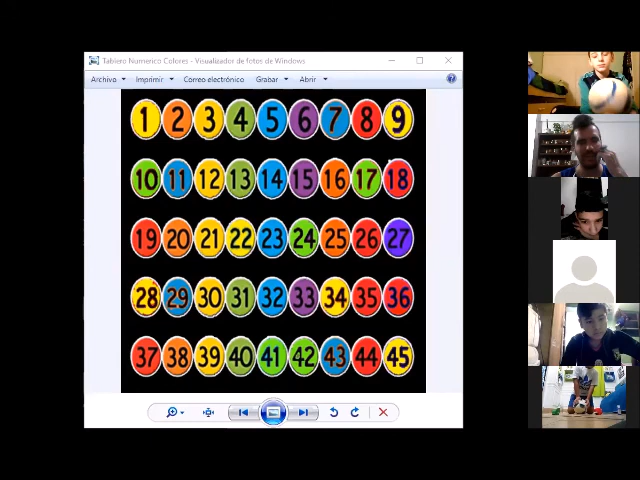 Tablero Numerico Colores - Visualizador de fotos de Windows
Archivo Imprimir Correo electrónico Grabar Abrir
1 2 3 4 5 6 7 8 9
10 11 12 13 14 15 16 17 18
19 20 21 22 23 24 25 26 27
28 29 30 31 32 33 34 35 36
37 38 39 40 41 42 43 44 45